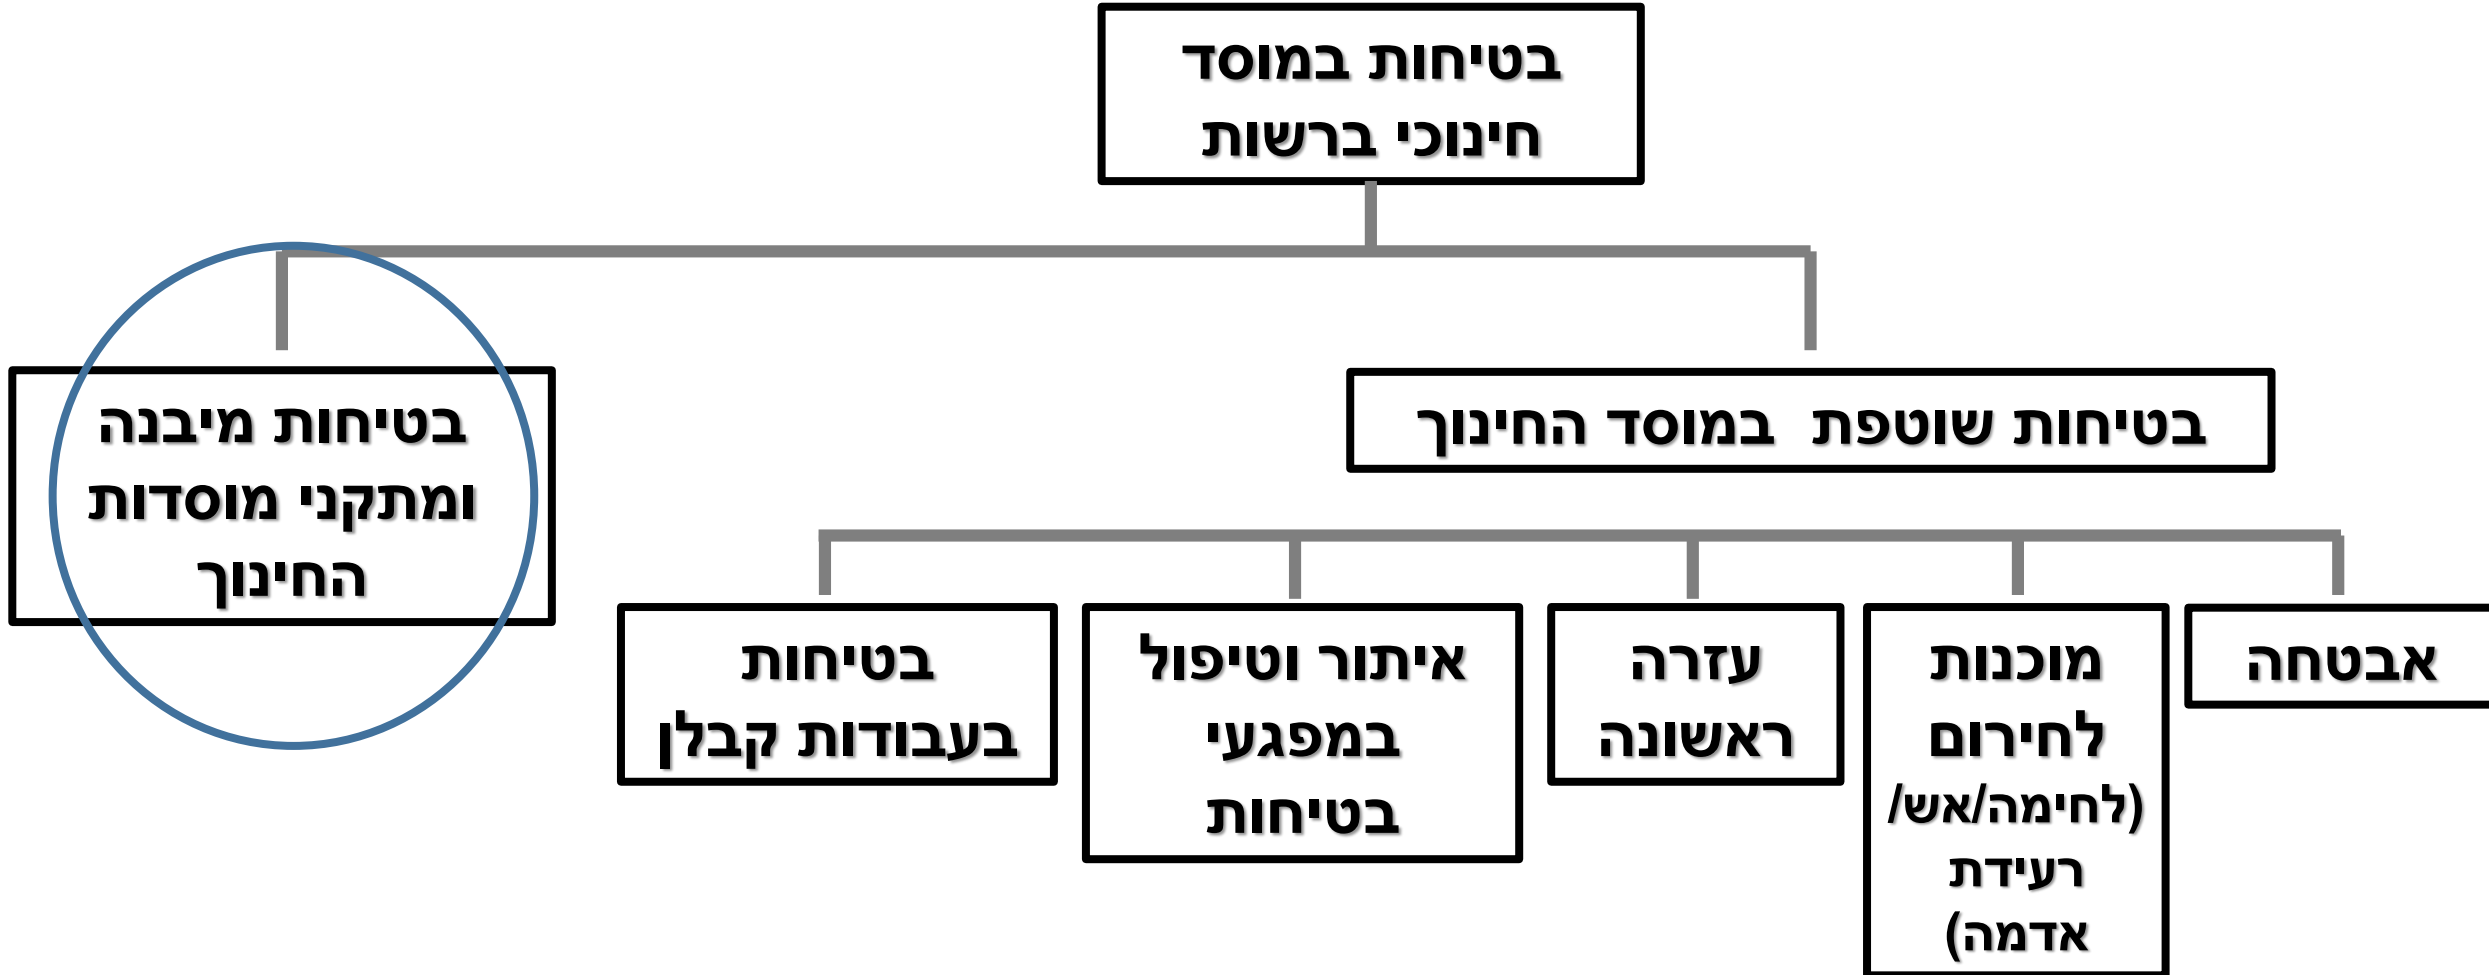 בטיחות במוסד
חינוכי ברשות
בטיחות שוטפת במוסד החינוך
בטיחות מיבנה
ומתקני מוסדות
החינוך
אבטחה
מוכנות
לחירום
(לחימה/אש/
רעידת
אדמה)
עזרה
ראשונה
איתור וטיפול
במפגעי
בטיחות
בטיחות
בעבודות קבלן